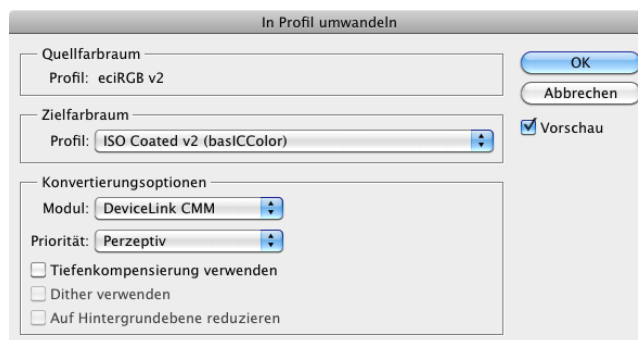 In Profil umwandeln
Quellfarbraum
Profil: eciRGB v2
Zielfarbraum
Profil: ISO Coated v2 (basICColor)
Konvertierungsoptionen
Modul: DeviceLink CMM
Priorität: Perzeptiv
Tiefenkompensierung verwenden
Dither verwenden
Auf Hintergrundebene reduzieren
OK
Abbrechen
Vorschau